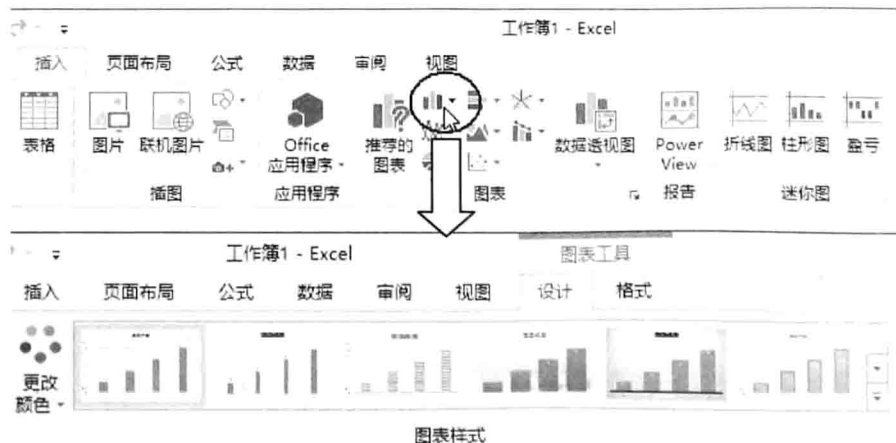 工作簿1 - Excel
插入 页面布局 公式 数据 审阅 视图
表格 图片 联机图片 Office 应用程序 推荐的 图表 数据透视图 Power View 折线图 柱形图 盈亏
插图 应用程序 图表 报告 迷你图
工作簿1 - Excel 图表工具
插入 页面布局 公式 数据 审阅 视图 设计 格式
更改
颜色
图表样式